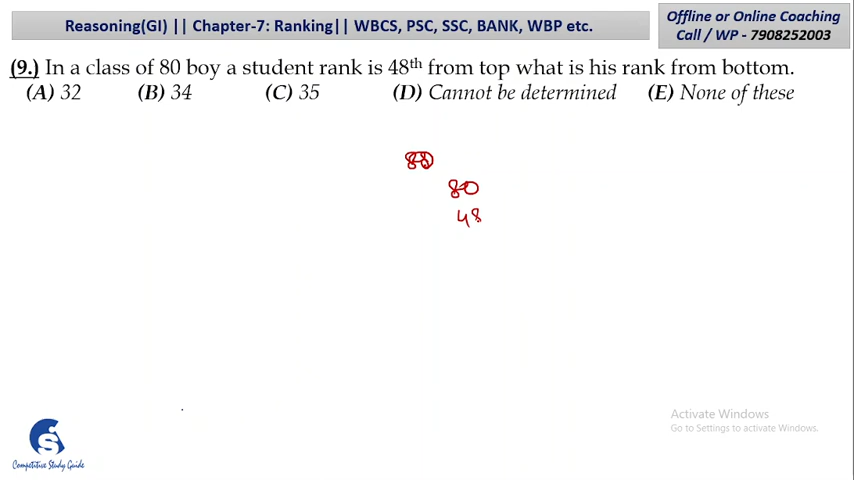 Reasoning(GI) || Chapter-7: Ranking|| WBCS, PSC, SSC, BANK, WBP etc.
Offline or Online Coaching
Call / WP - 7908252003
(9.) In a class of 80 boy a student rank is 48th from top what is his rank from bottom.
(A) 32 (B) 34 (C) 35 (D) Cannot be determined (E) None of these
80
48
Activate Windows
Go to Settings to activate Windows.
Competitive Study Guide